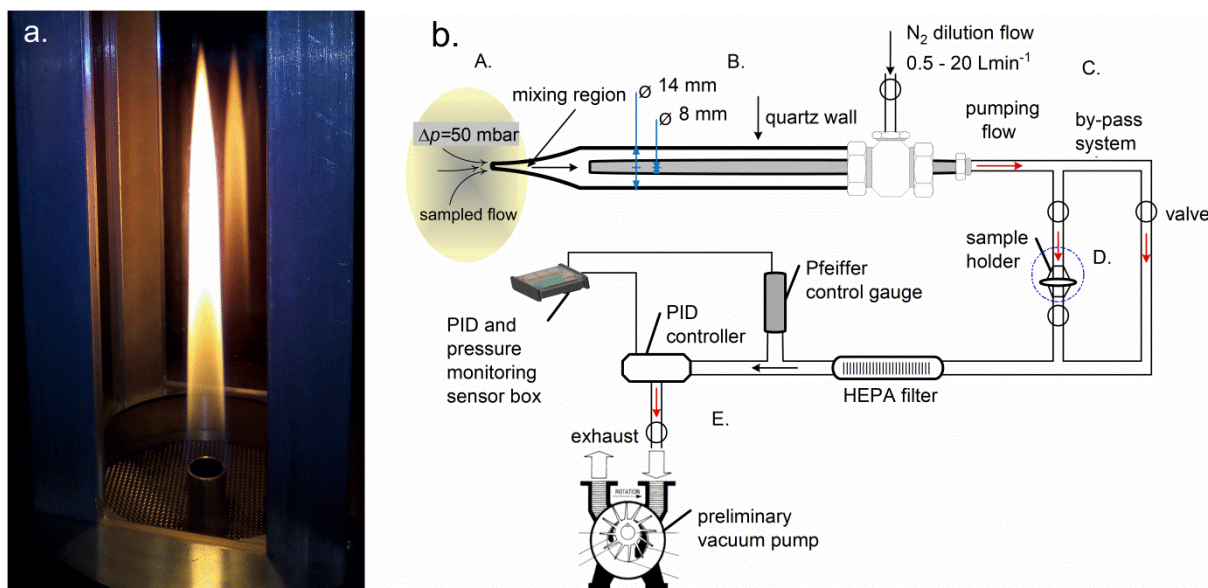 a.
b.
A.
B.
C.
N₂ dilution flow
0.5 - 20 Lmin⁻¹
mixing region
Ø 14 mm
Ø 8 mm
quartz wall
pumping
flow
by-pass
system
Δp=50 mbar
sampled flow
valve
sample
holder
D.
Pfeiffer
control gauge
PID and
pressure
monitoring
sensor box
PID
controller
HEPA filter
E.
exhaust
ROTATION
preliminary
vacuum pump